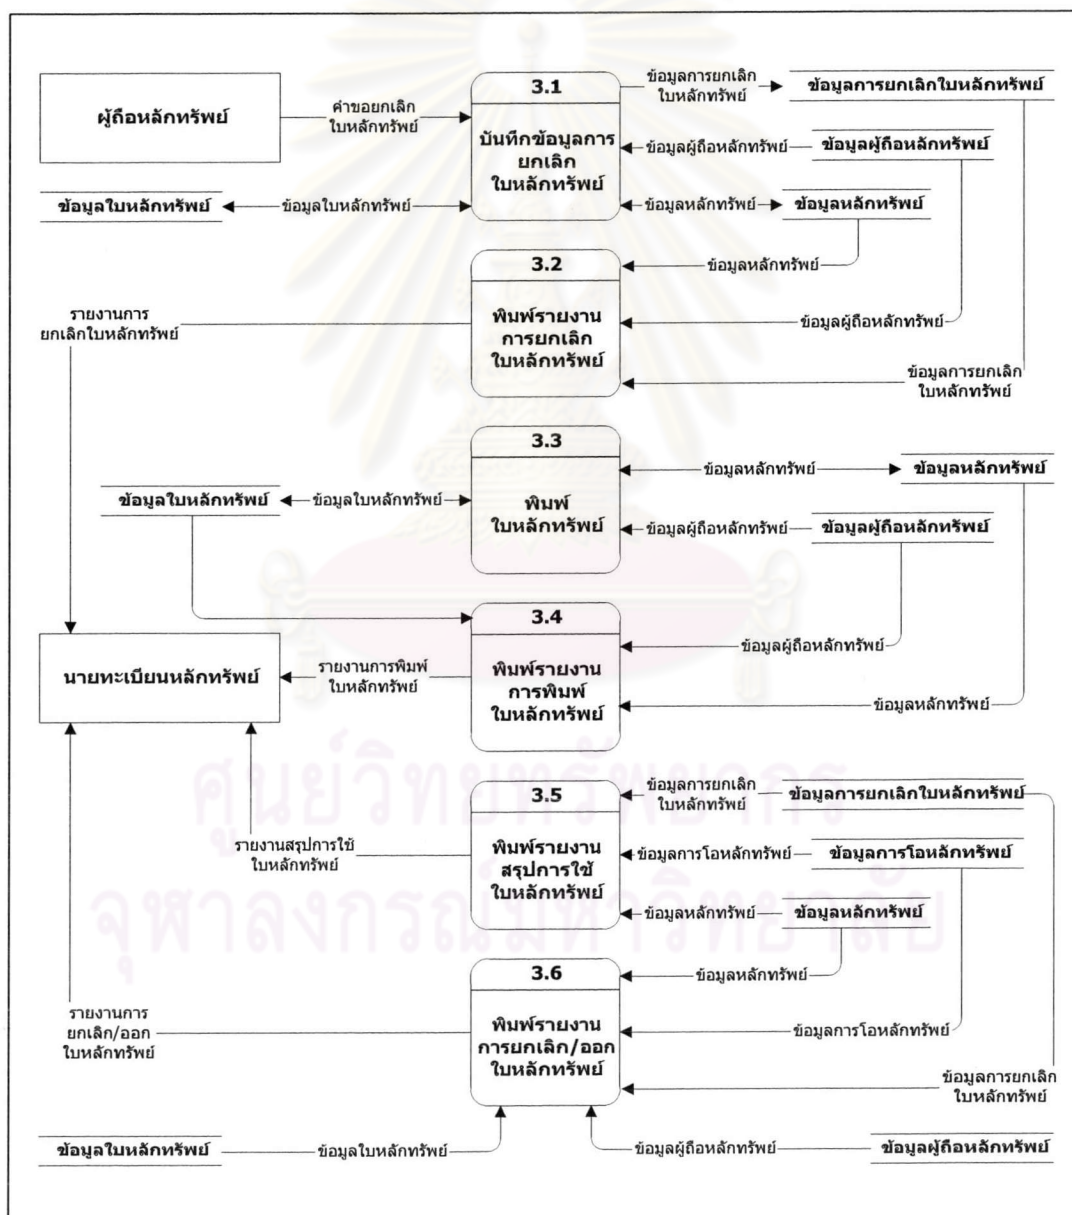 ผู้ถือหลักทรัพย์
คำขอยกเลิก
ใบหลักทรัพย์
3.1
บันทึกข้อมูลการ
ยกเลิก
ใบหลักทรัพย์
ข้อมูลการยกเลิก
ใบหลักทรัพย์
ข้อมูลการยกเลิกใบหลักทรัพย์
ข้อมูลผู้ถือหลักทรัพย์
ข้อมูลผู้ถือหลักทรัพย์
ข้อมูลใบหลักทรัพย์
ข้อมูลใบหลักทรัพย์
ข้อมูลหลักทรัพย์
ข้อมูลหลักทรัพย์
3.2
พิมพ์รายงาน
การยกเลิก
ใบหลักทรัพย์
ข้อมูลหลักทรัพย์
ข้อมูลผู้ถือหลักทรัพย์
ข้อมูลการยกเลิก
ใบหลักทรัพย์
รายงานการ
ยกเลิกใบหลักทรัพย์
3.3
พิมพ์
ใบหลักทรัพย์
ข้อมูลหลักทรัพย์
ข้อมูลหลักทรัพย์
ข้อมูลใบหลักทรัพย์
ข้อมูลใบหลักทรัพย์
ข้อมูลผู้ถือหลักทรัพย์
ข้อมูลผู้ถือหลักทรัพย์
3.4
พิมพ์รายงาน
การพิมพ์
ใบหลักทรัพย์
ข้อมูลผู้ถือหลักทรัพย์
ข้อมูลหลักทรัพย์
นายทะเบียนหลักทรัพย์
รายงานการพิมพ์
ใบหลักทรัพย์
3.5
พิมพ์รายงาน
สรุปการใช้
ใบหลักทรัพย์
ข้อมูลการยกเลิก
ใบหลักทรัพย์
ข้อมูลการยกเลิกใบหลักทรัพย์
ข้อมูลการโอหลักทรัพย์
ข้อมูลการโอหลักทรัพย์
ข้อมูลหลักทรัพย์
ข้อมูลหลักทรัพย์
รายงานสรุปการใช้
ใบหลักทรัพย์
ศูนย์วิทยทรัพยากร
จุฬาลงกรณ์มหาวิทยาลัย
3.6
พิมพ์รายงาน
การยกเลิก/ออก
ใบหลักทรัพย์
ข้อมูลหลักทรัพย์
ข้อมูลการโอหลักทรัพย์
ข้อมูลการยกเลิก
ใบหลักทรัพย์
รายงานการ
ยกเลิก/ออก
ใบหลักทรัพย์
ข้อมูลใบหลักทรัพย์
ข้อมูลใบหลักทรัพย์
ข้อมูลผู้ถือหลักทรัพย์
ข้อมูลผู้ถือหลักทรัพย์